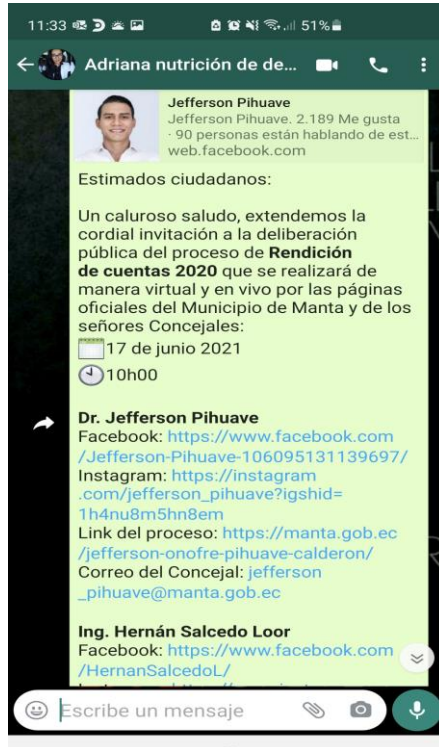 11:33
51%
Adriana nutrición de de...
Jefferson Pihuave
Jefferson Pihuave. 2.189 Me gusta
· 90 personas están hablando de est...
web.facebook.com
Estimados ciudadanos:
Un caluroso saludo, extendemos la
cordial invitación a la deliberación
pública del proceso de Rendición
de cuentas 2020 que se realizará de
manera virtual y en vivo por las páginas
oficiales del Municipio de Manta y de los
señores Concejales:
17 de junio 2021
10h00
Dr. Jefferson Pihuave
Facebook: https://www.facebook.com
/Jefferson-Pihuave-106095131139697/
Instagram: https://instagram
.com/jefferson_pihuave?igshid=
1h4nu8m5hn8em
Link del proceso: https://manta.gob.ec
/jefferson-onofre-pihuave-calderon/
Correo del Concejal: jefferson
_pihuave@manta.gob.ec
Ing. Hernán Salcedo Loor
Facebook: https://www.facebook.com
/HernanSalcedoL/
Escribe un mensaje